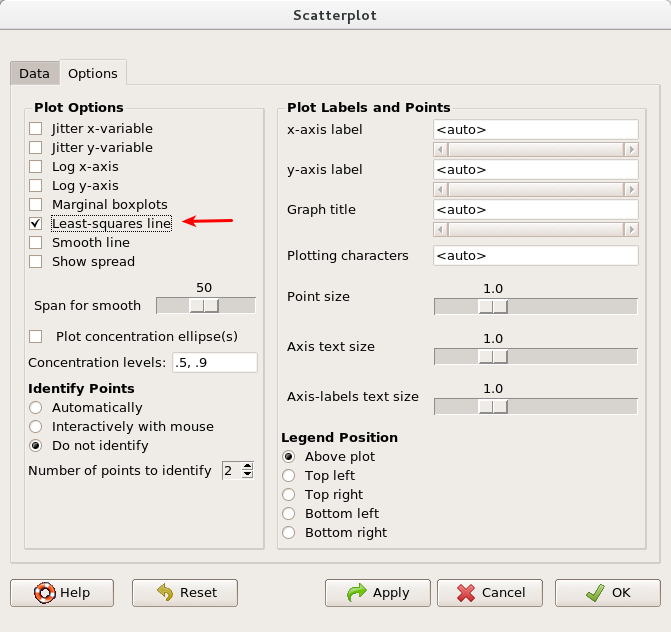 Scatterplot
Data
Options
Plot Options
Jitter x-variable
Jitter y-variable
Log x-axis
Log y-axis
Marginal boxplots
Least-squares line
Smooth line
Show spread
50
Span for smooth
Plot concentration ellipse(s)
Concentration levels: .5, .9
Identify Points
Automatically
Interactively with mouse
Do not identify
Number of points to identify 2
Plot Labels and Points
x-axis label <auto>
y-axis label <auto>
Graph title <auto>
Plotting characters <auto>
1.0
Point size
1.0
Axis text size
1.0
Axis-labels text size
Legend Position
Above plot
Top left
Top right
Bottom left
Bottom right
Help
Reset
Apply
Cancel
OK